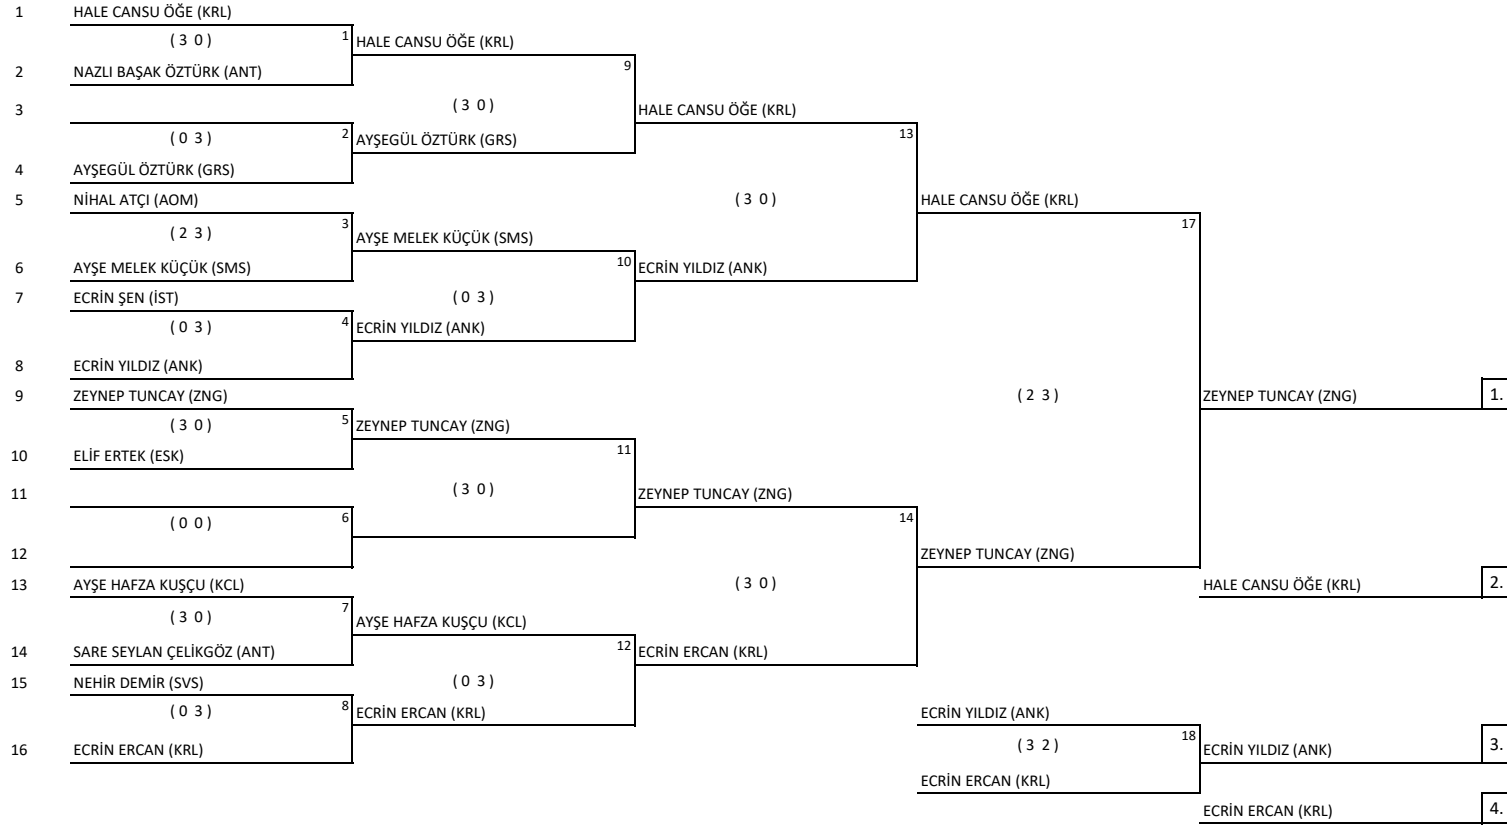 1 HALE CANSU ÖĞE (KRL)
( 3 0 ) 1 HALE CANSU ÖĞE (KRL)
2 NAZLI BAŞAK ÖZTÜRK (ANT) 9
3 ( 3 0 ) HALE CANSU ÖĞE (KRL)
( 0 3 ) 2 AYŞEGÜL ÖZTÜRK (GRS) 13
4 AYŞEGÜL ÖZTÜRK (GRS)
5 NİHAL ATÇI (AOM) ( 3 0 ) HALE CANSU ÖĞE (KRL)
( 2 3 ) 3 AYŞE MELEK KÜÇÜK (SMS) 17
6 AYŞE MELEK KÜÇÜK (SMS) 10 ECRİN YILDIZ (ANK)
7 ECRİN ŞEN (İST) ( 0 3 )
( 0 3 ) 4 ECRİN YILDIZ (ANK)
8 ECRİN YILDIZ (ANK)
9 ZEYNEP TUNCAY (ZNG) ( 2 3 ) ZEYNEP TUNCAY (ZNG) 1.
( 3 0 ) 5 ZEYNEP TUNCAY (ZNG)
10 ELİF ERTEK (ESK) 11
11 ( 3 0 ) ZEYNEP TUNCAY (ZNG)
( 0 0 ) 6 14
12 ZEYNEP TUNCAY (ZNG)
13 AYŞE HAFZA KUŞÇU (KCL) ( 3 0 ) HALE CANSU ÖĞE (KRL) 2.
( 3 0 ) 7 AYŞE HAFZA KUŞÇU (KCL)
14 SARE SEYLAN ÇELİKGÖZ (ANT) 12 ECRİN ERCAN (KRL)
15 NEHİR DEMİR (SVS) ( 0 3 )
( 0 3 ) 8 ECRİN ERCAN (KRL) ECRİN YILDIZ (ANK)
16 ECRİN ERCAN (KRL) ( 3 2 ) 18 ECRİN YILDIZ (ANK) 3.
ECRİN ERCAN (KRL)
ECRİN ERCAN (KRL) 4.